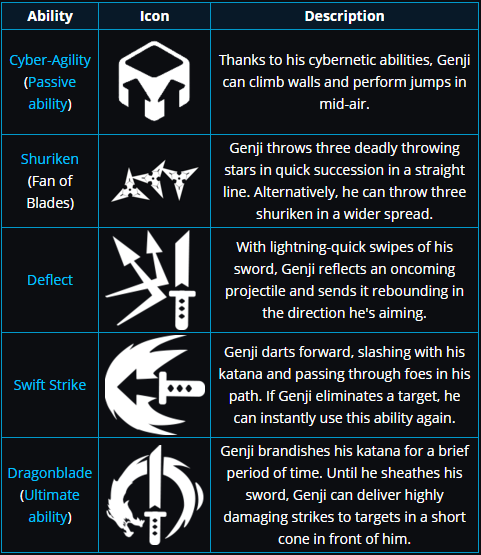 Ability Icon Description
Cyber-Agility
(Passive
ability)
Thanks to his cybernetic abilities, Genji
can climb walls and perform jumps in
mid-air.
Shuriken
(Fan of
Blades)
Genji throws three deadly throwing
stars in quick succession in a straight
line. Alternatively, he can throw three
shuriken in a wider spread.
Deflect
With lightning-quick swipes of his
sword, Genji reflects an oncoming
projectile and sends it rebounding in
the direction he's aiming.
Swift Strike
Genji darts forward, slashing with his
katana and passing through foes in his
path. If Genji eliminates a target, he
can instantly use this ability again.
Dragonblade
(Ultimate
ability)
Genji brandishes his katana for a brief
period of time. Until he sheathes his
sword, Genji can deliver highly
damaging strikes to targets in a short
cone in front of him.